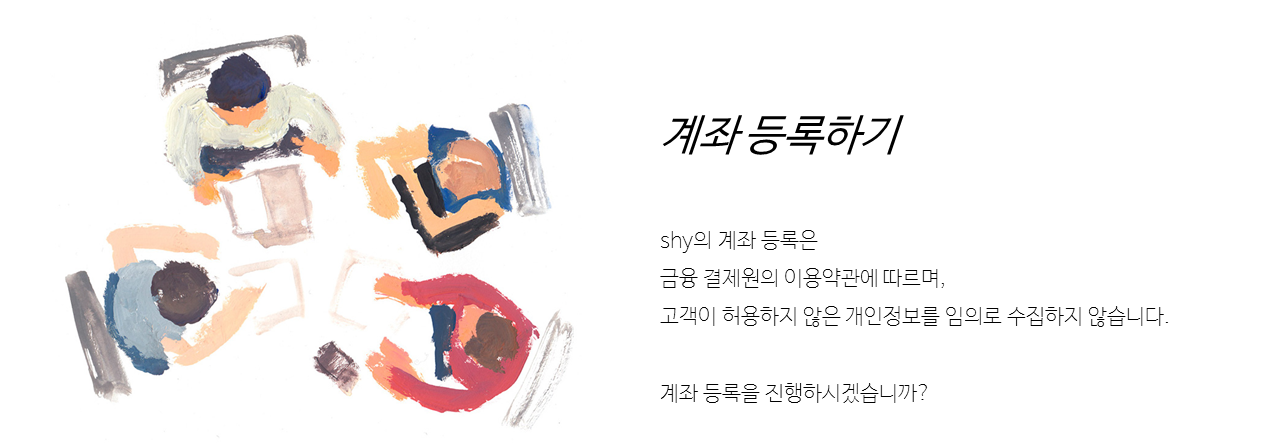 계좌 등록하기
shy의 계좌 등록은
금융 결제원의 이용약관에 따르며,
고객이 허용하지 않은 개인정보를 임의로 수집하지 않습니다.
계좌 등록을 진행하시겠습니까?